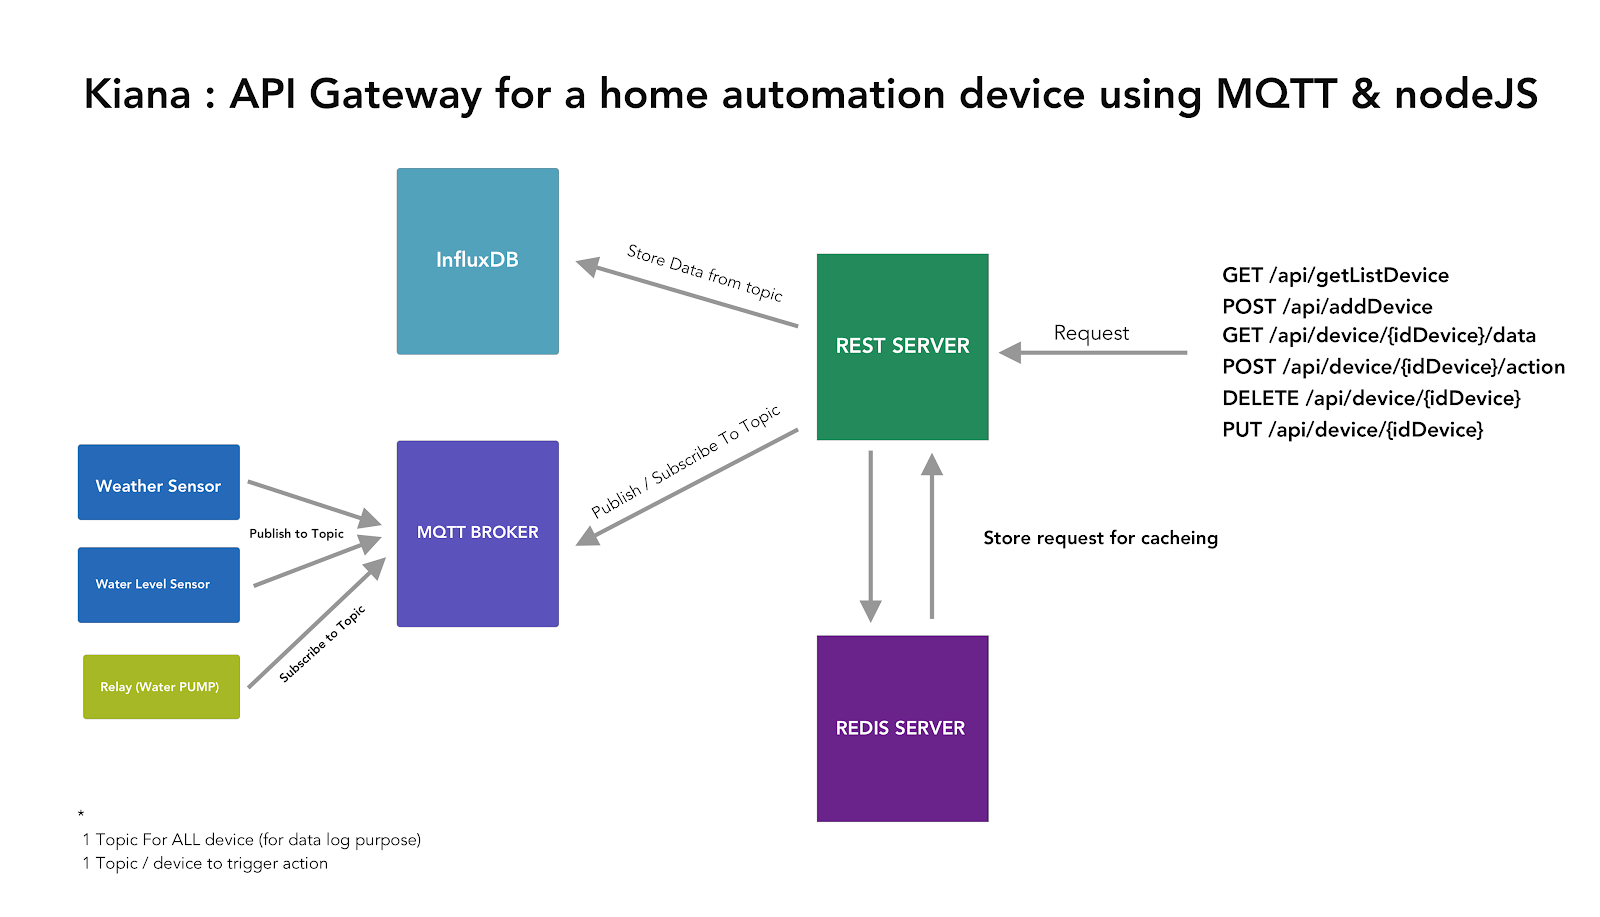 Kiana : API Gateway for a home automation device using MQTT & nodeJS
InfluxDB
Store Data from topic
REST SERVER
Request
GET /api/getListDevice
POST /api/addDevice
GET /api/device/{idDevice}/data
POST /api/device/{idDevice}/action
DELETE /api/device/{idDevice}
PUT /api/device/{idDevice}
Publish / Subscribe To Topic
Weather Sensor
Publish to Topic
MQTT BROKER
Water Level Sensor
Subscribe to Topic
Relay (Water PUMP)
Store request for cacheing
REDIS SERVER
*
1 Topic For ALL device (for data log purpose)
1 Topic / device to trigger action